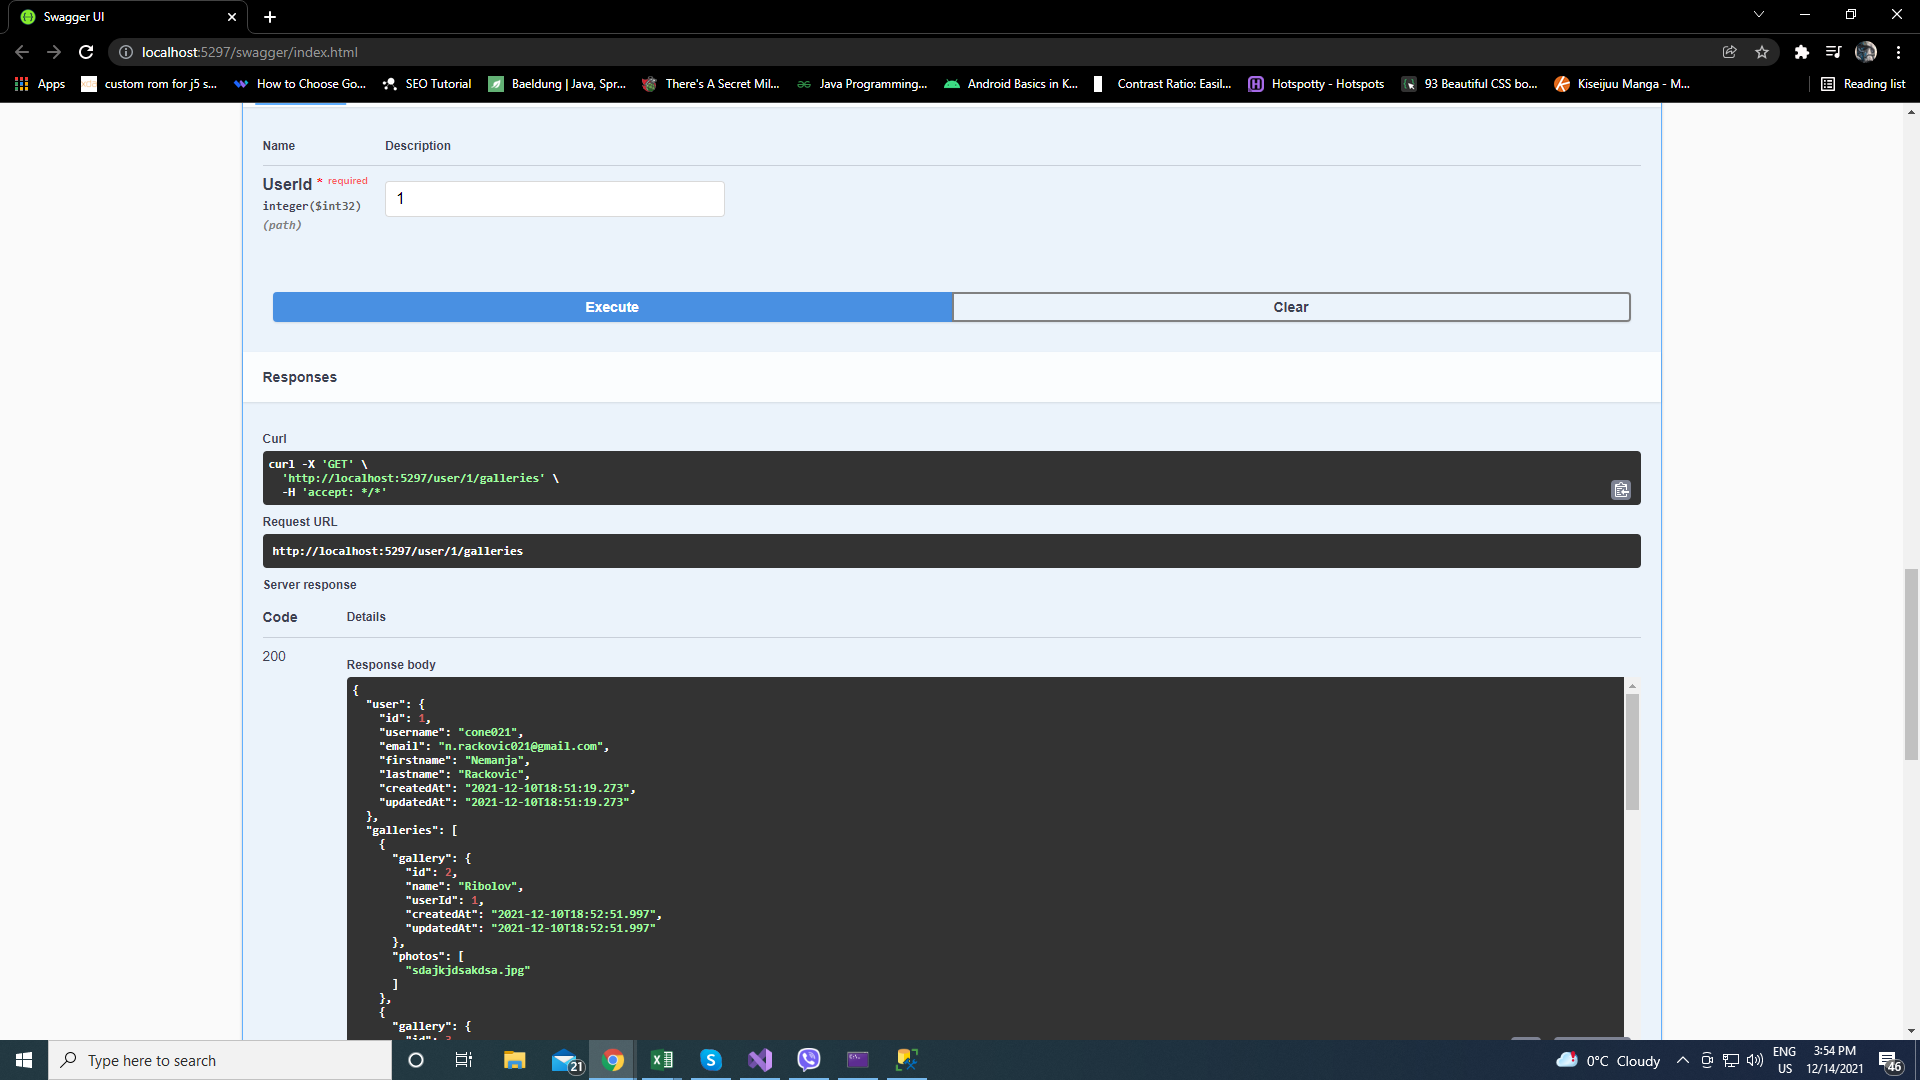 Swagger UI
localhost:5297/swagger/index.html
Apps
custom rom for j5 s...
How to Choose Go...
SEO Tutorial
Baeldung | Java, Spr...
There's A Secret Mil...
Java Programming...
Android Basics in K...
Contrast Ratio: Easil...
Hotspotty - Hotspots
93 Beautiful CSS bo...
Kiseijuu Manga - M...
Reading list
Name Description
UserId * required
1
integer($int32)
(path)
Execute Clear
Responses
Curl
curl -X 'GET' \
'http://localhost:5297/user/1/galleries' \
-H 'accept: */*'
Request URL
http://localhost:5297/user/1/galleries
Server response
Code Details
200
Response body
{
"user": {
"id": 1,
"username": "cone021",
"email": "n.rackovic021@gmail.com",
"firstname": "Nemanja",
"lastname": "Rackovic",
"createdAt": "2021-12-10T18:51:19.273",
"updatedAt": "2021-12-10T18:51:19.273"
},
"galleries": [
{
"gallery": {
"id": 2,
"name": "Ribolov",
"userId": 1,
"createdAt": "2021-12-10T18:52:51.997",
"updatedAt": "2021-12-10T18:52:51.997"
},
"photos": [
"sdajkjdsakdsa.jpg"
]
},
{
"gallery": {
Type here to search
21
0°C Cloudy
ENG
US
3:54 PM
12/14/2021
46